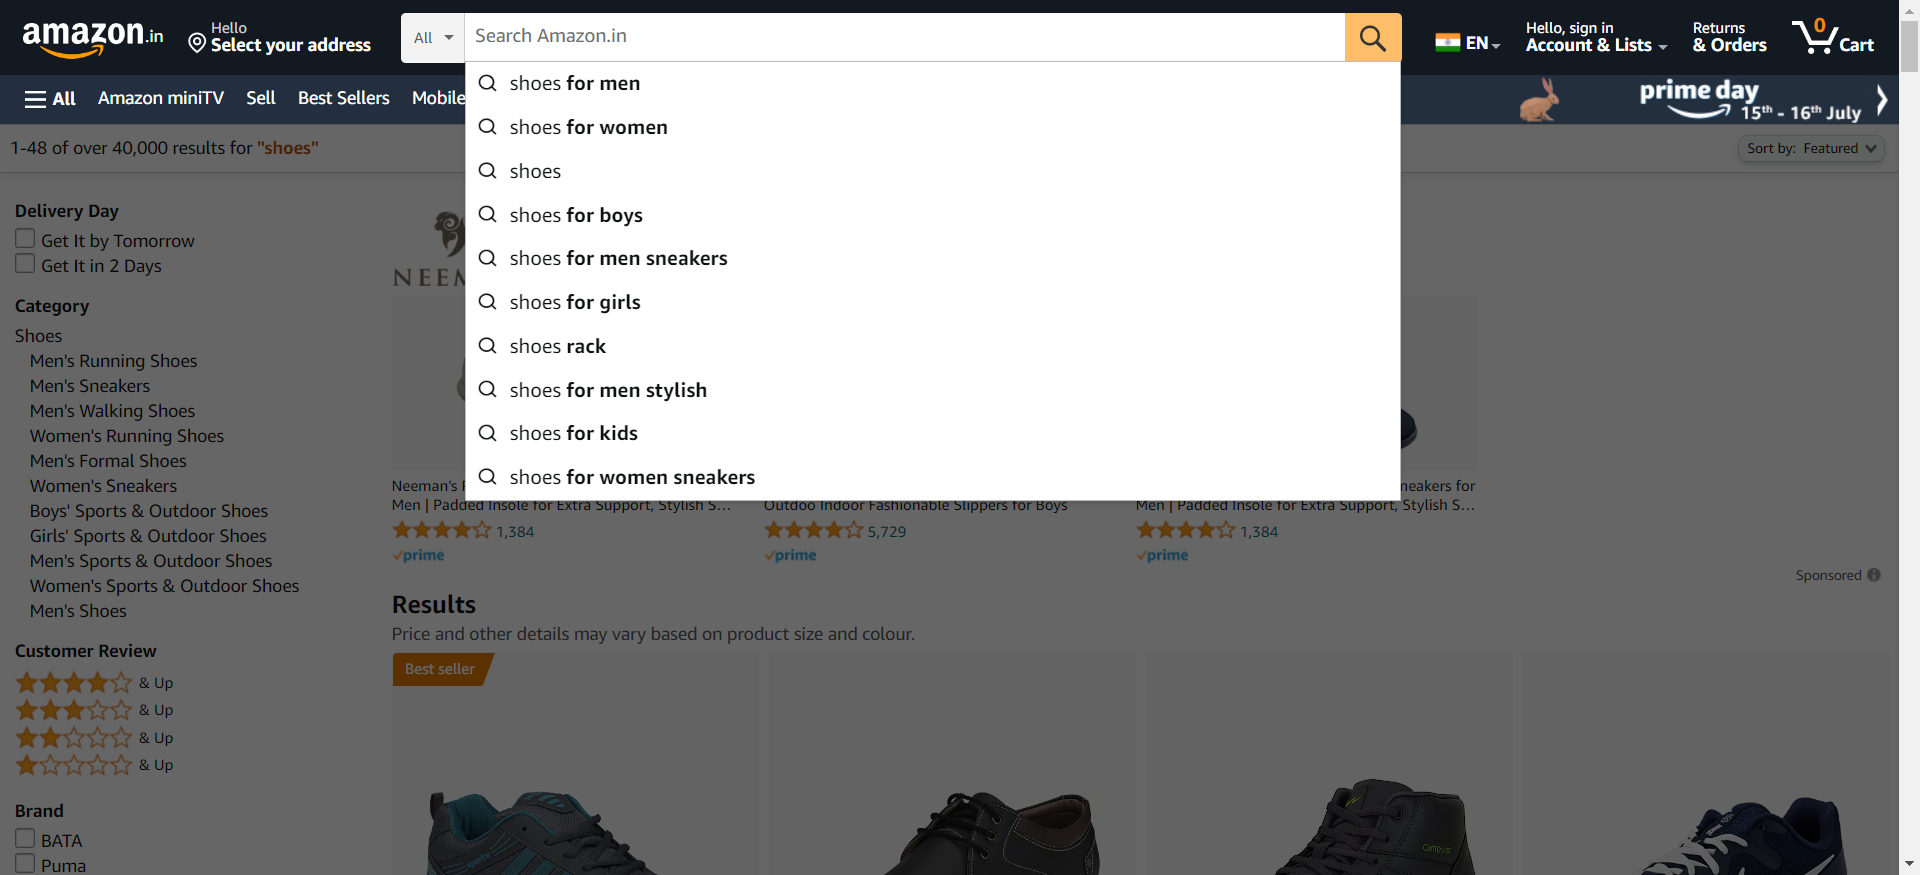 amazon.in
Hello
Select your address
All
Search Amazon.in
EN
Hello, sign in
Account & Lists
Returns
& Orders
0
Cart
All
Amazon miniTV
Sell
Best Sellers
Mobile
prime day
15th - 16th July
1-48 of over 40,000 results for "shoes"
Sort by: Featured
shoes for men
shoes for women
shoes
shoes for boys
shoes for men sneakers
shoes for girls
shoes rack
shoes for men stylish
shoes for kids
shoes for women sneakers
Delivery Day
Get It by Tomorrow
Get It in 2 Days
Category
Shoes
Men's Running Shoes
Men's Sneakers
Men's Walking Shoes
Women's Running Shoes
Men's Formal Shoes
Women's Sneakers
Boys' Sports & Outdoor Shoes
Girls' Sports & Outdoor Shoes
Men's Sports & Outdoor Shoes
Women's Sports & Outdoor Shoes
Men's Shoes
Customer Review
& Up
& Up
& Up
& Up
Brand
BATA
Puma
NEEM
Neeman's
Men | Padded Insole for Extra Support, Stylish S...
1,384
prime
Outdoo Indoor Fashionable Slippers for Boys
5,729
prime
neakers for
Men | Padded Insole for Extra Support, Stylish S...
1,384
prime
Sponsored
Results
Price and other details may vary based on product size and colour.
Best seller
Campus